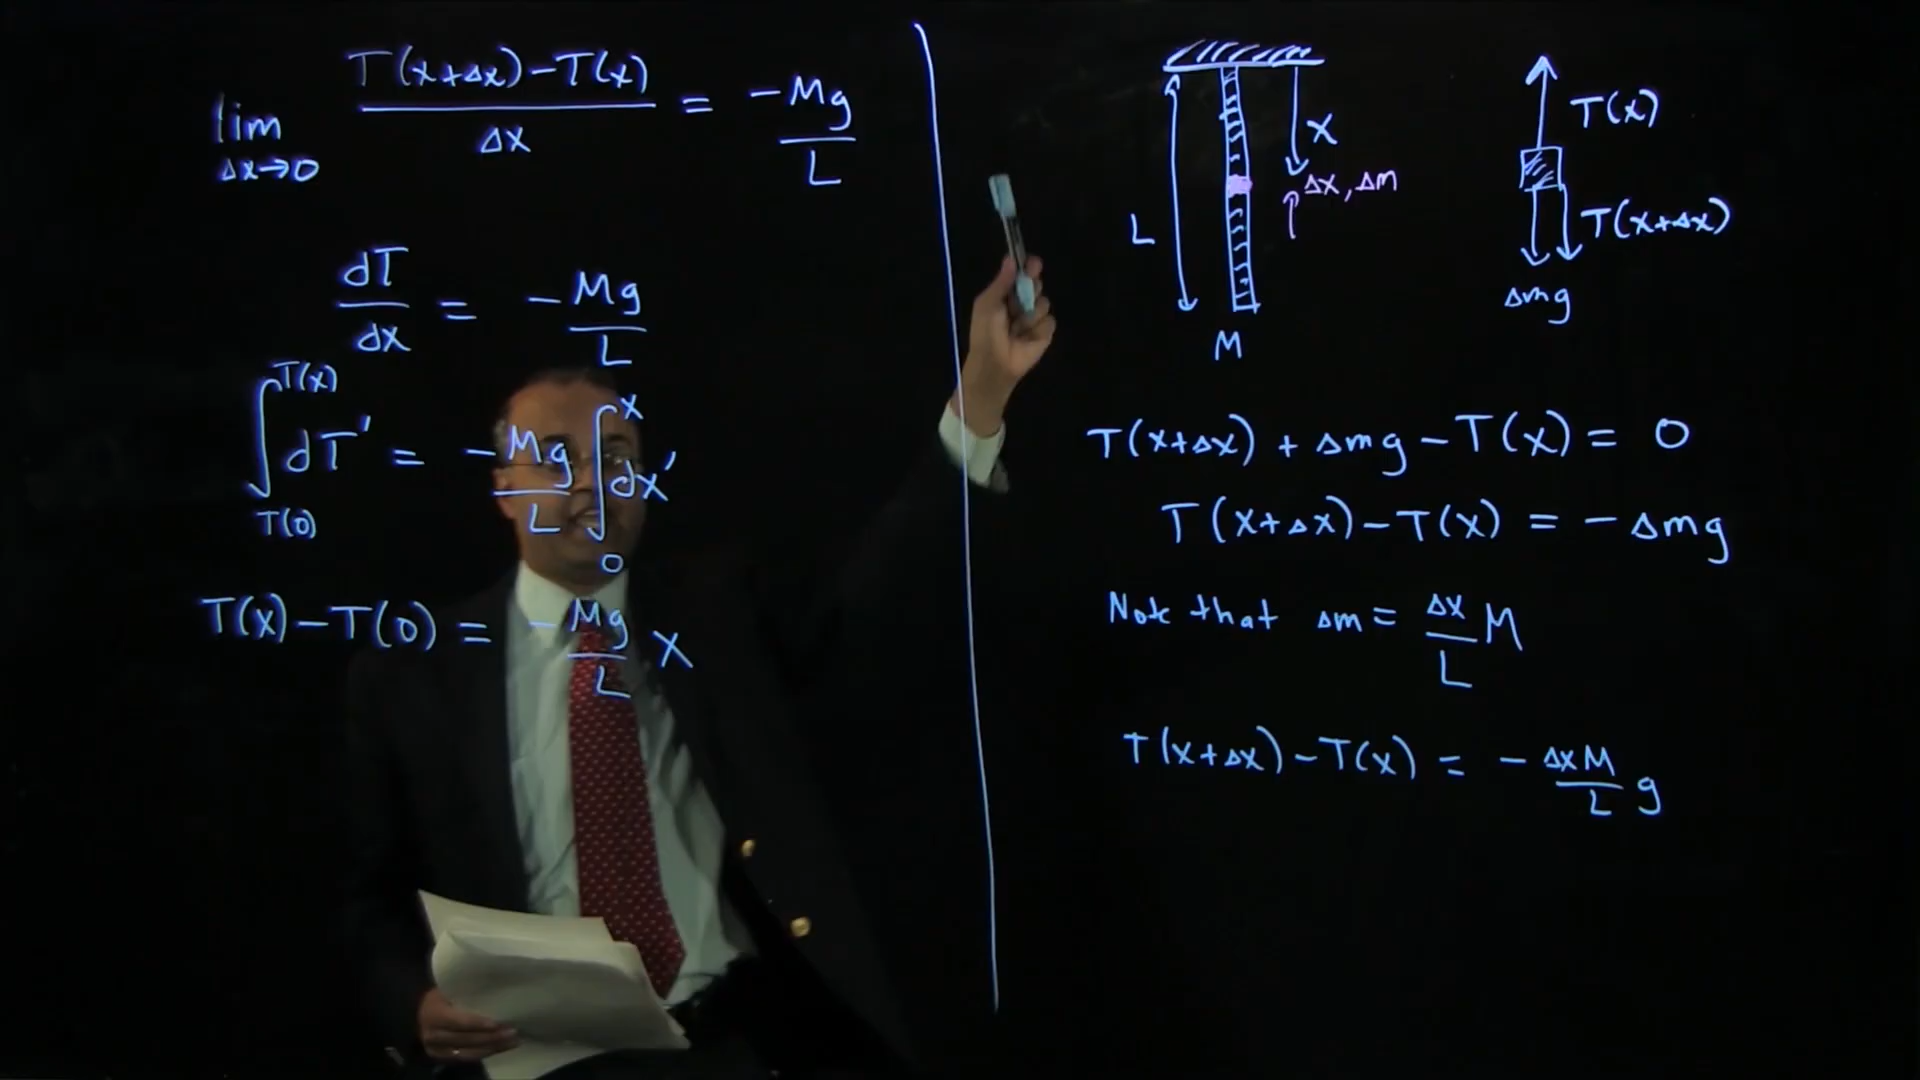 lim Δx→0 T(x+Δx)−T(x) / Δx = −Mg / L
dT / dx = −Mg / L
∫ T(0) T(x) dT' = −Mg / L ∫ 0 x dx'
T(x)−T(0) = −Mg / L x
x
Δx, Δm
L
M
T(x)
T(x+Δx)
Δmg
T(x+Δx) + Δmg − T(x) = 0
T(x+Δx) − T(x) = −Δmg
Note that Δm = Δx / L M
T(x+Δx) − T(x) = − ΔxM / L g